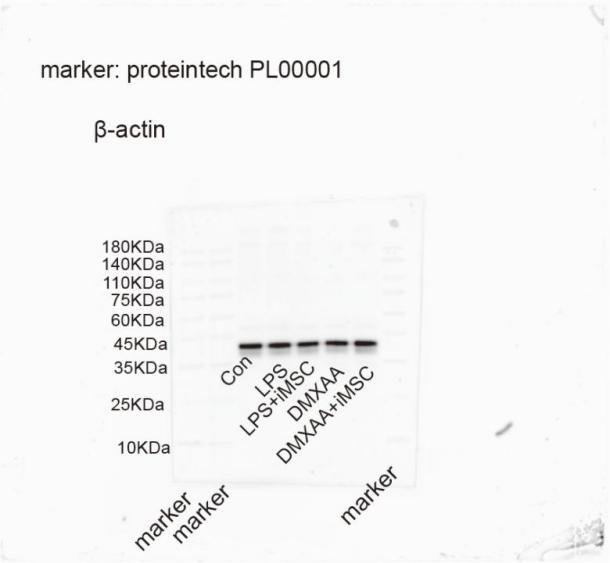 marker: proteintech PL00001
β-actin
180KDa
140KDa
110KDa
75KDa
60KDa
45KDa
35KDa
25KDa
10KDa
Con
LPS
LPS+iMSC
DMXAA
DMXAA+iMSC
marker
marker
marker